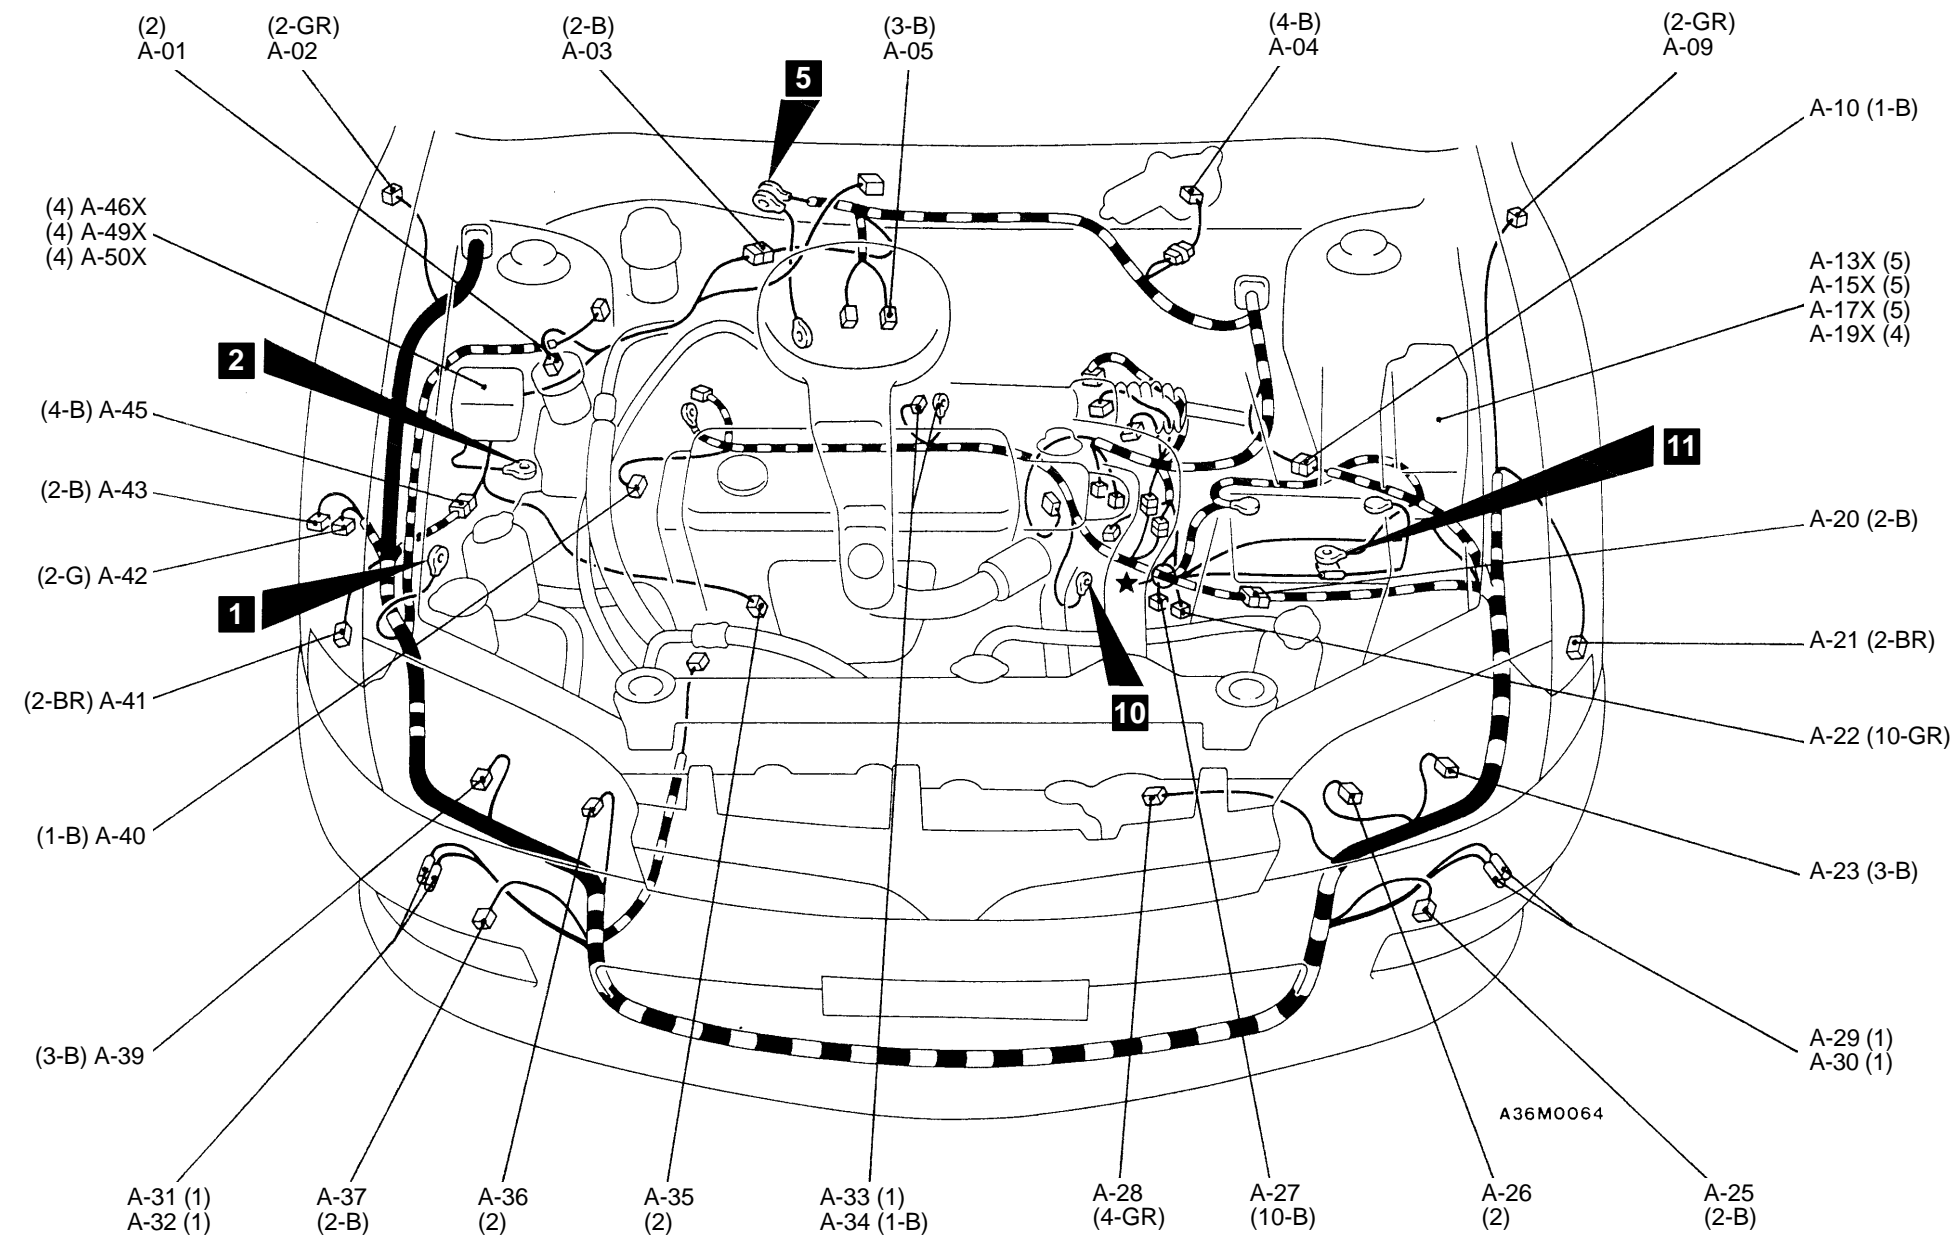 (2)
A-01
(2-GR)
A-02
(2-B)
A-03
(3-B)
A-05
(4-B)
A-04
(2-GR)
A-09
5
A-10 (1-B)
(4) A-46X
(4) A-49X
(4) A-50X
A-13X (5)
A-15X (5)
A-17X (5)
A-19X (4)
2
(4-B) A-45
11
(2-B) A-43
A-20 (2-B)
(2-G) A-42
1
A-21 (2-BR)
(2-BR) A-41
10
A-22 (10-GR)
(1-B) A-40
A-23 (3-B)
(3-B) A-39
A-29 (1)
A-30 (1)
A36M0064
A-31 (1)
A-32 (1)
A-37
(2-B)
A-36
(2)
A-35
(2)
A-33 (1)
A-34 (1-B)
A-28
(4-GR)
A-27
(10-B)
A-26
(2)
A-25
(2-B)